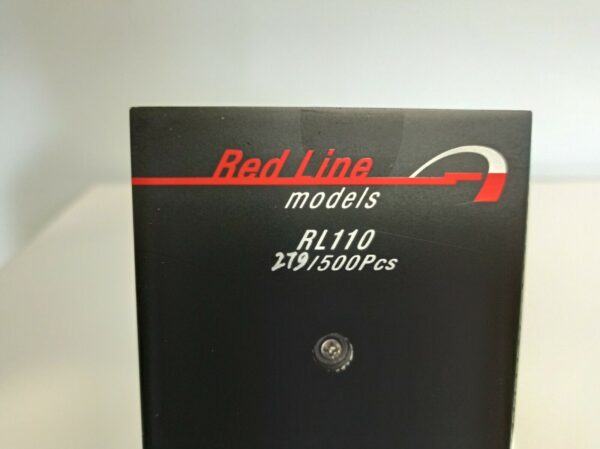 Red Line
models
RL110
279/500Pcs